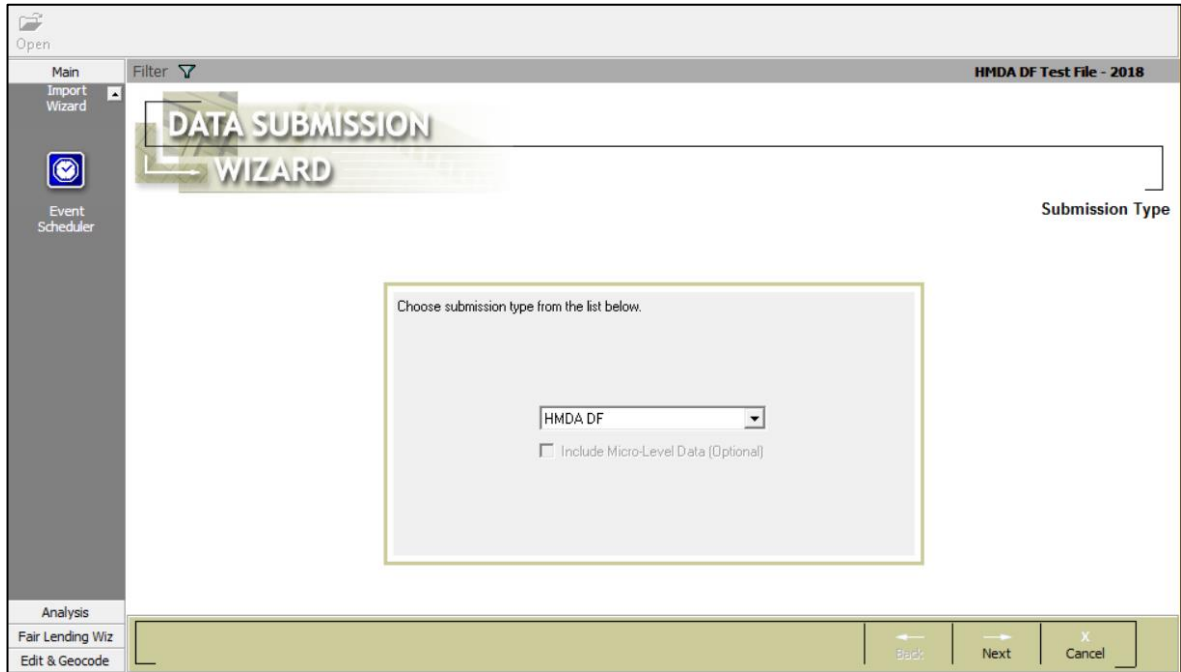 Open
Main
Filter
HMDA DF Test File - 2018
Import
Wizard
DATA SUBMISSION
WIZARD
Event
Scheduler
Submission Type
Choose submission type from the list below.
HMDA DF
Include Micro-Level Data (Optional)
Analysis
Fair Lending Wiz
Edit & Geocode
Back
Next
X
Cancel